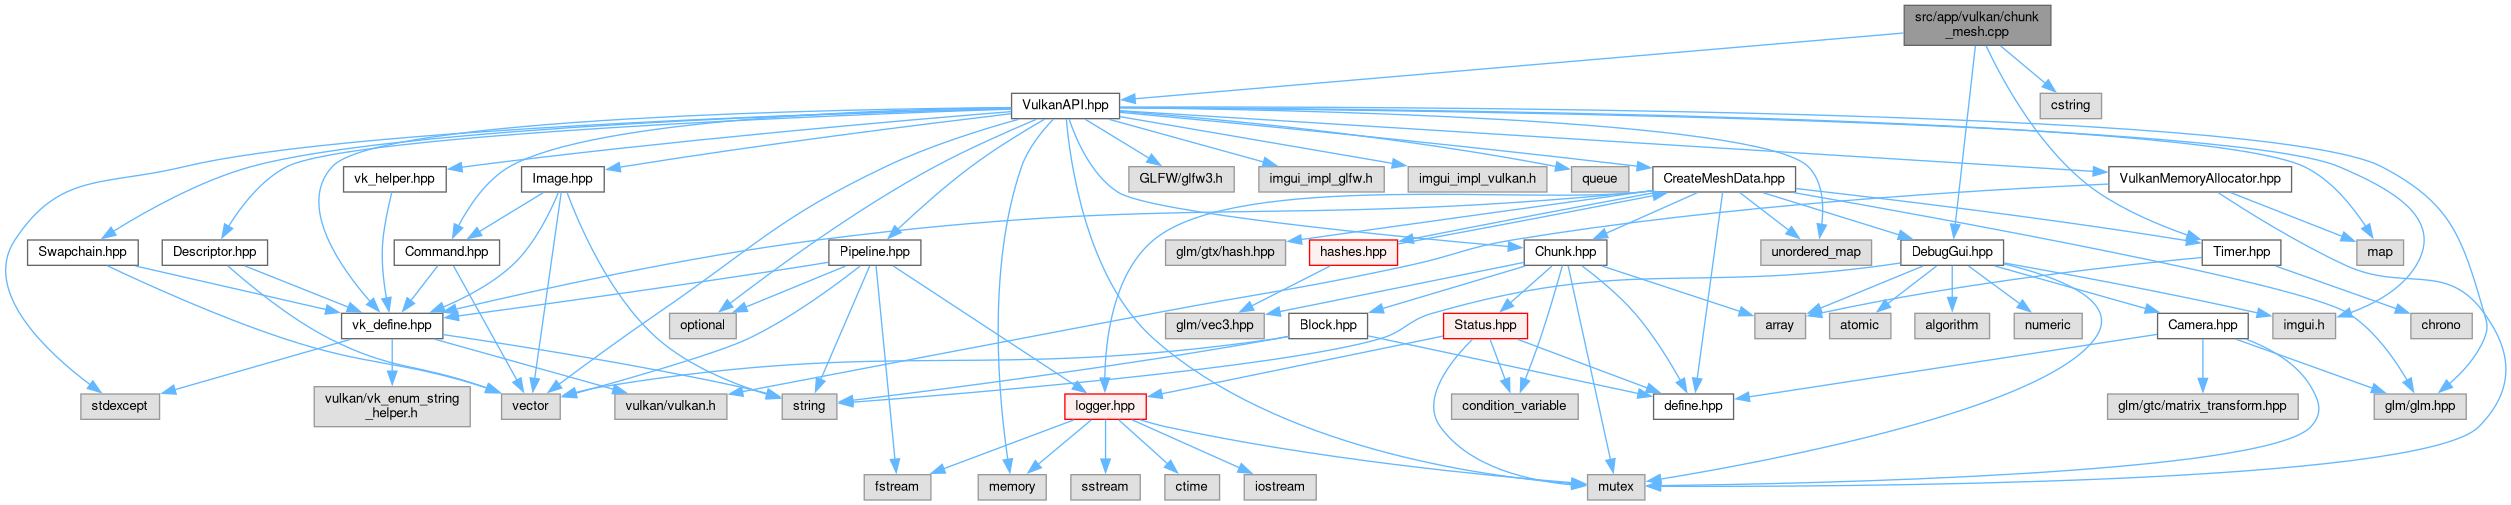 src/app/vulkan/chunk
_mesh.cpp
VulkanAPI.hpp
cstring
vk_helper.hpp
Image.hpp
GLFW/glfw3.h
imgui_impl_glfw.h
imgui_impl_vulkan.h
queue
CreateMeshData.hpp
VulkanMemoryAllocator.hpp
Swapchain.hpp
Descriptor.hpp
Command.hpp
Pipeline.hpp
glm/gtx/hash.hpp
hashes.hpp
Chunk.hpp
unordered_map
DebugGui.hpp
Timer.hpp
map
vk_define.hpp
optional
glm/vec3.hpp
Block.hpp
Status.hpp
array
atomic
algorithm
numeric
Camera.hpp
imgui.h
chrono
stdexcept
vulkan/vk_enum_string
_helper.h
vector
vulkan/vulkan.h
string
logger.hpp
condition_variable
define.hpp
glm/gtc/matrix_transform.hpp
glm/glm.hpp
fstream
memory
sstream
ctime
iostream
mutex